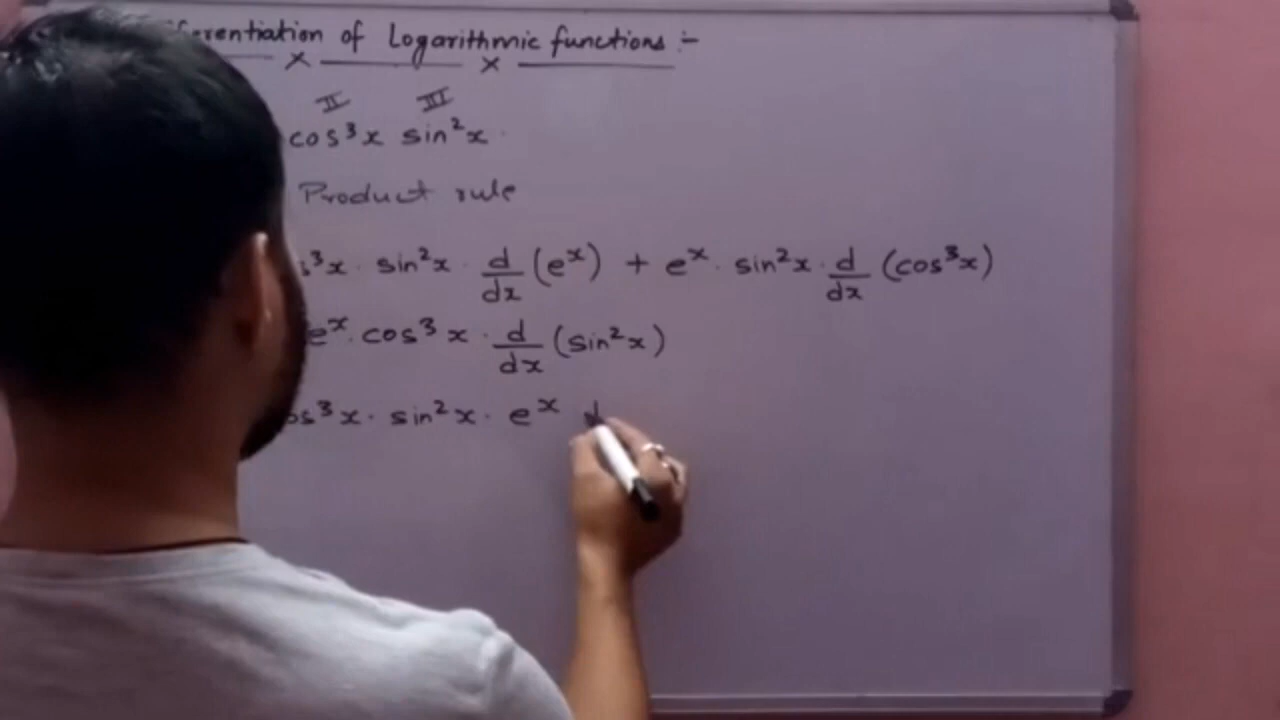 ferentiation of Logarithmic functions :-
II III
cos³x sin²x
Product rule
s³x · sin²x · d/dx (eˣ) + eˣ · sin²x · d/dx (cos³x)
eˣ · cos³x · d/dx (sin²x)
os³x · sin²x · eˣ